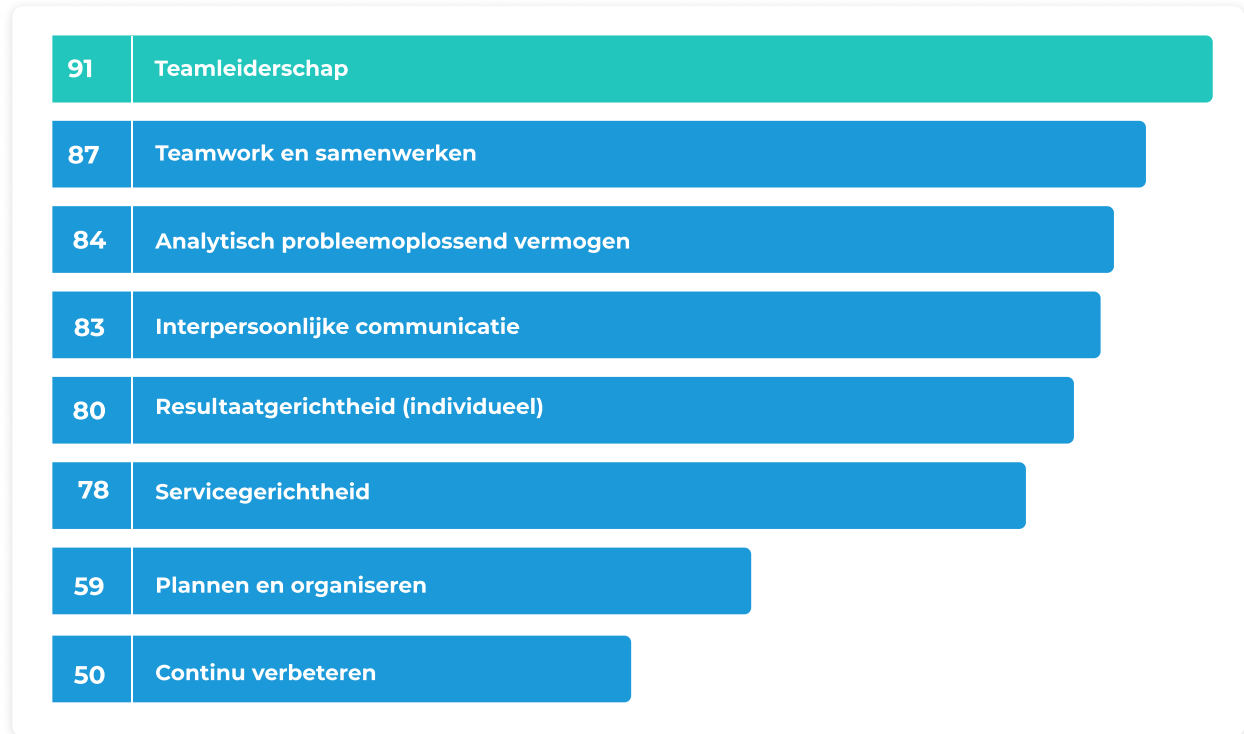 91 Teamleiderschap
87 Teamwork en samenwerken
84 Analytisch probleemoplossend vermogen
83 Interpersoonlijke communicatie
80 Resultaatgerichtheid (individueel)
78 Servicegerichtheid
59 Plannen en organiseren
50 Continu verbeteren